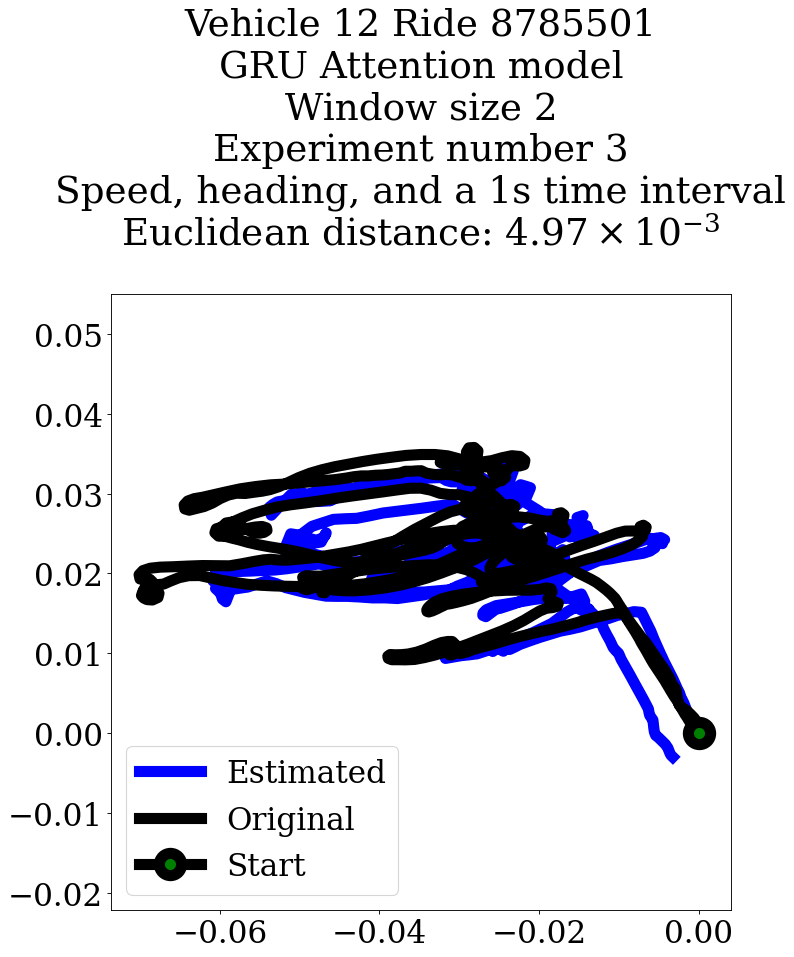 Vehicle 12 Ride 8785501
GRU Attention model
Window size 2
Experiment number 3
Speed, heading, and a 1s time interval
Euclidean distance: 4.97 × 10⁻³
0.05
0.04
0.03
0.02
0.01
0.00
−0.01
−0.02
Estimated
Original
Start
−0.06
−0.04
−0.02
0.00